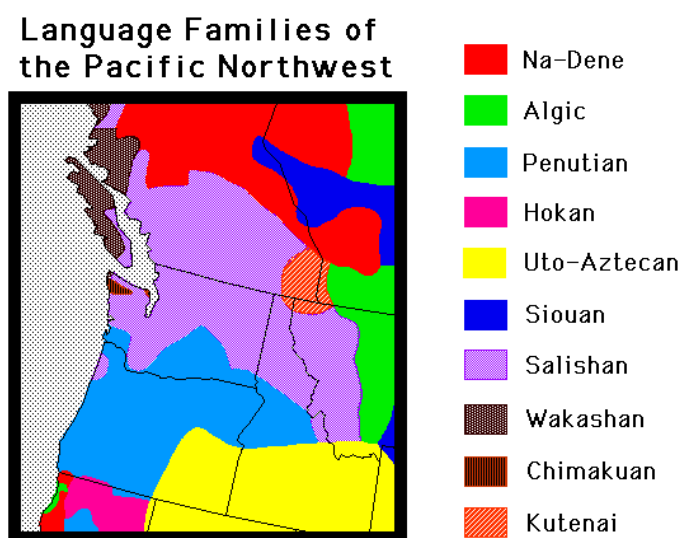 Language Families of
the Pacific Northwest
Na-Dene
Algic
Penutian
Hokan
Uto-Aztecan
Siouan
Salishan
Wakashan
Chimakuan
Kutenai